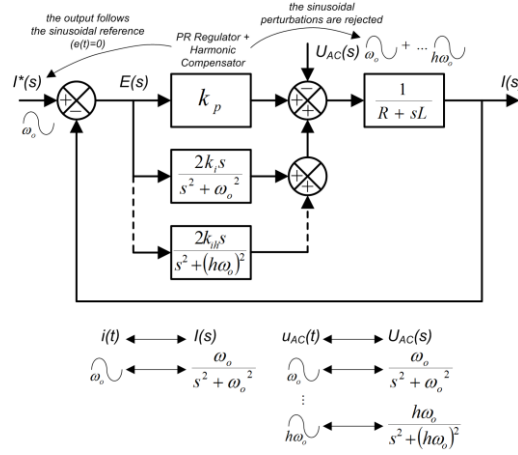 the output follows
the sinusoidal reference
(e(t)=0)
PR Regulator +
Harmonic
Compensator
the sinusoidal
perturbations are rejected
U_AC(s) ω_o + ... hω_o
I*(s)
ω_o
E(s)
k_p
1 / (R + sL)
I(s)
2k_i s / (s² + ω_o²)
2k_ih s / (s² + (hω_o)²)
+ −
+ − +
+ +
i(t) I(s)
ω_o ω_o / (s² + ω_o²)
u_AC(t) U_AC(s)
ω_o ω_o / (s² + ω_o²)
⋮
hω_o hω_o / (s² + (hω_o)²)